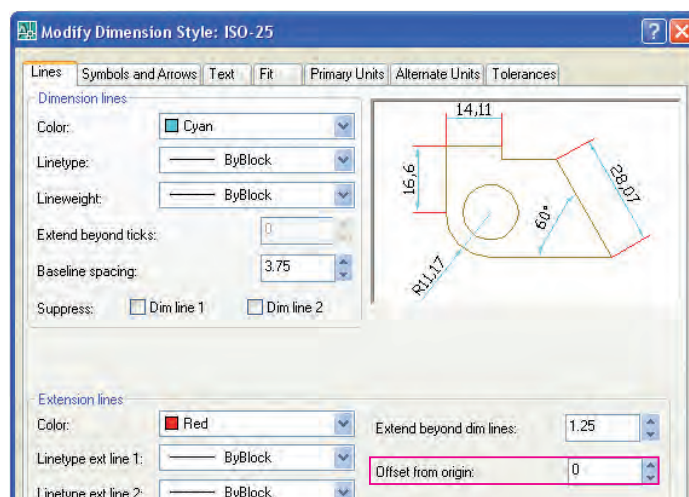 Modify Dimension Style: ISO-25
Lines Symbols and Arrows Text Fit Primary Units Alternate Units Tolerances
Dimension lines
Color: Cyan
Linetype: ByBlock
Lineweight: ByBlock
Extend beyond ticks: 0
Baseline spacing: 3.75
Suppress: Dim line 1 Dim line 2
14,11
16,6
28,07
60°
R11,17
Extension lines
Color: Red
Linetype ext line 1: ByBlock
Linetype ext line 2: ByBlock
Extend beyond dim lines: 1.25
Offset from origin: 0